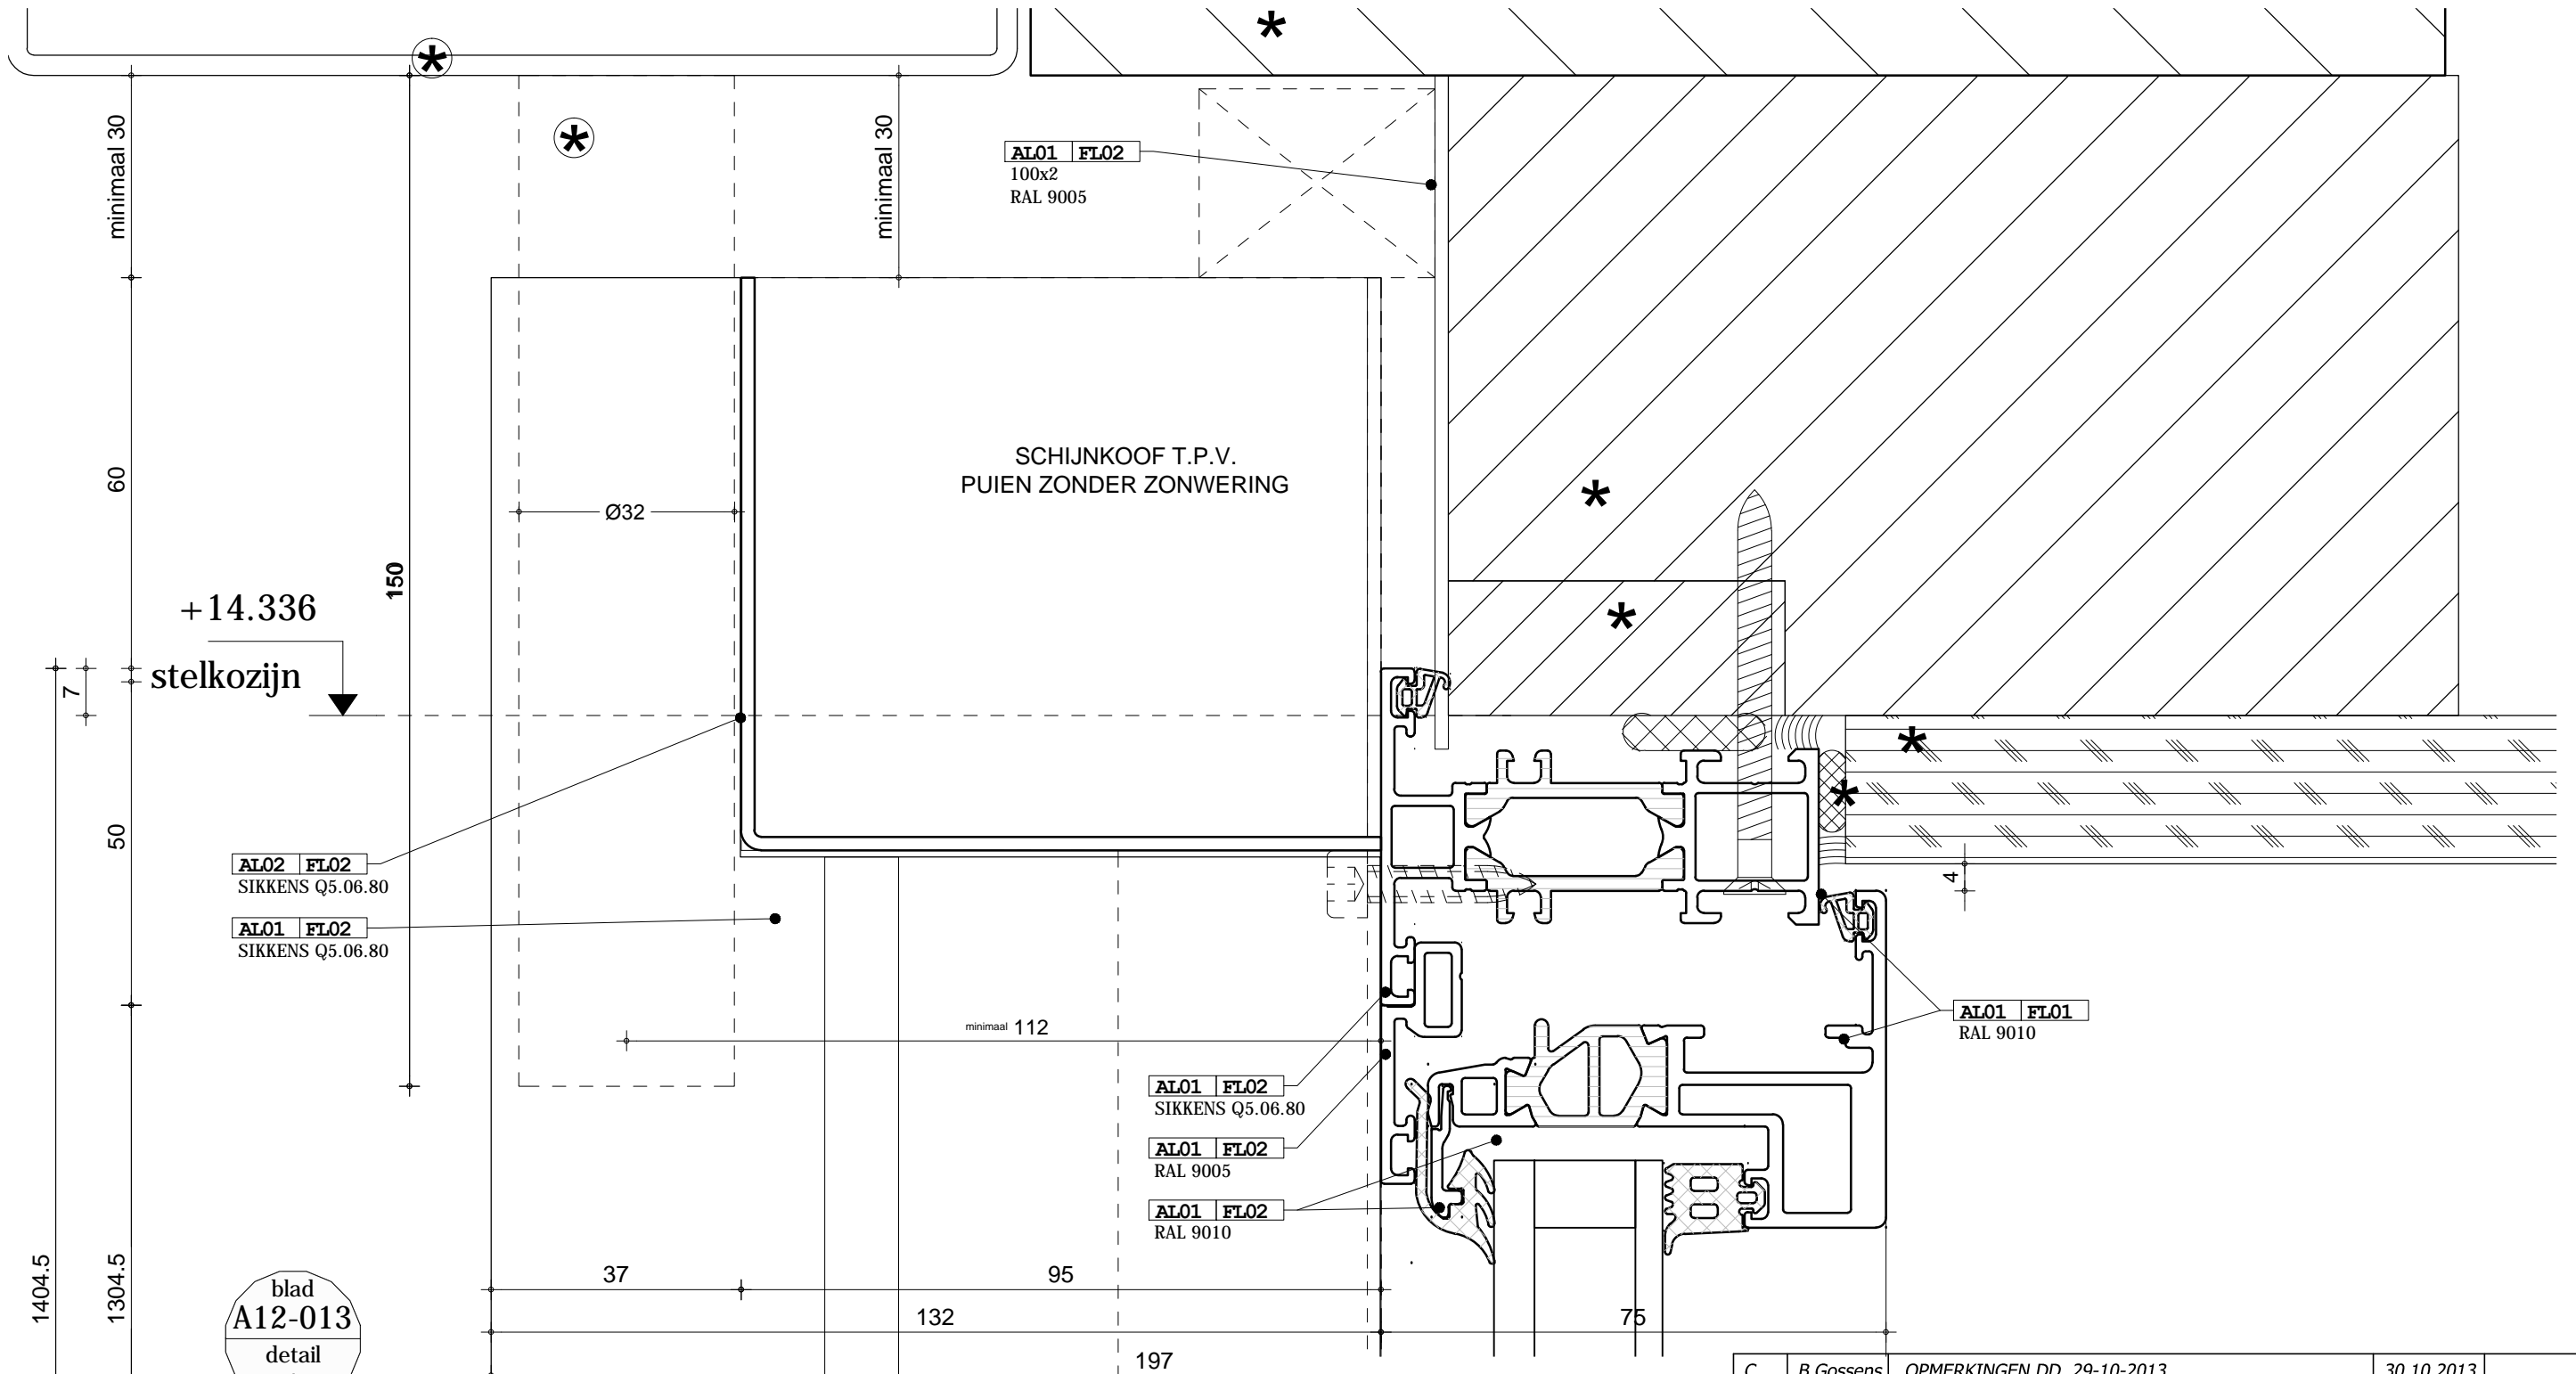 *
*
*
minimaal 30
minimaal 30
AL01 FL02
100x2
RAL 9005
SCHIJNKOOF T.P.V.
PUIEN ZONDER ZONWERING
60
Ø32
*
150
+14.336
*
stelkozijn
7
*
*
50
AL02 FL02
SIKKENS Q5.06.80
4
AL01 FL02
SIKKENS Q5.06.80
minimaal 112
AL01 FL01
RAL 9010
AL01 FL02
SIKKENS Q5.06.80
AL01 FL02
RAL 9005
AL01 FL02
RAL 9010
1404.5
1304.5
37
95
blad
A12-013
detail
132
75
197
C B.Gossens OPMERKINGEN DD. 29-10-2013 30.10.2013